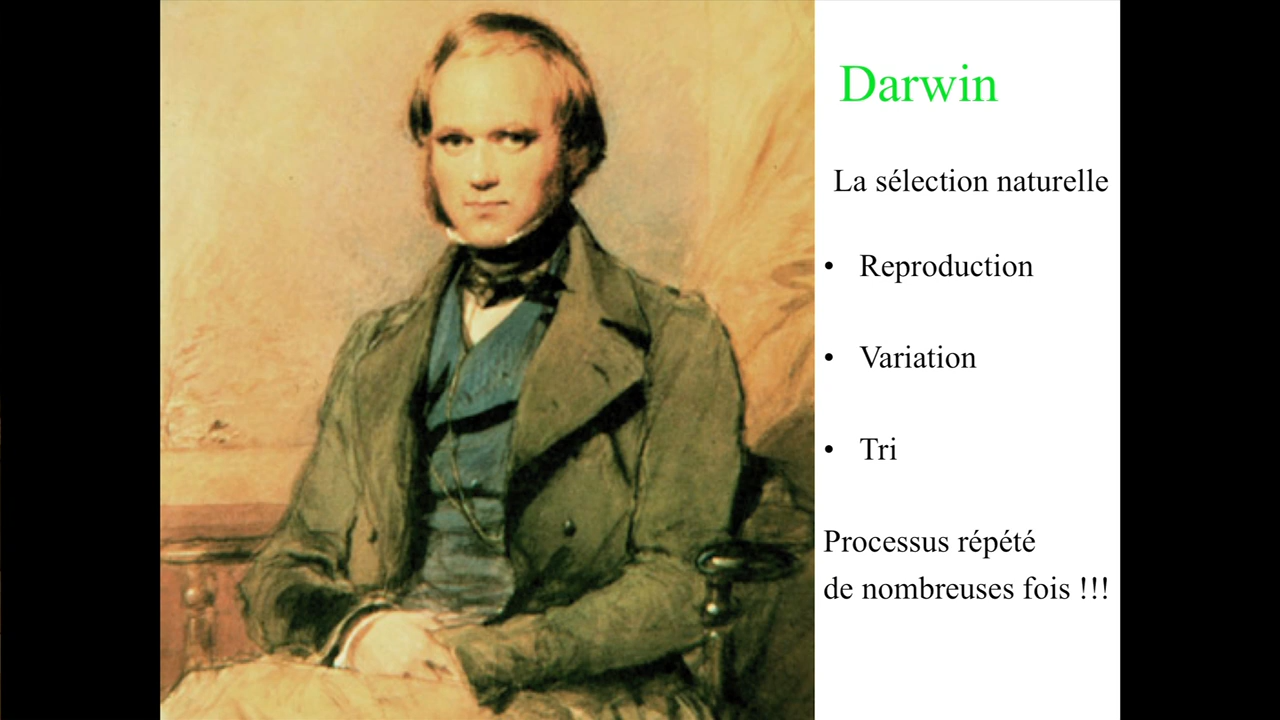 Darwin
La sélection naturelle
• Reproduction
• Variation
• Tri
Processus répété
de nombreuses fois !!!